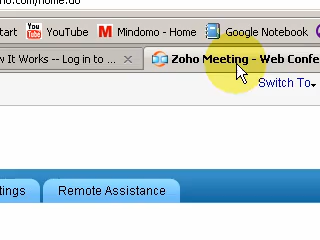 com/home.do
tart YouTube Mindomo - Home Google Notebook
w It Works -- Log in to ... Zoho Meeting - Web Confe
Switch To
tings Remote Assistance